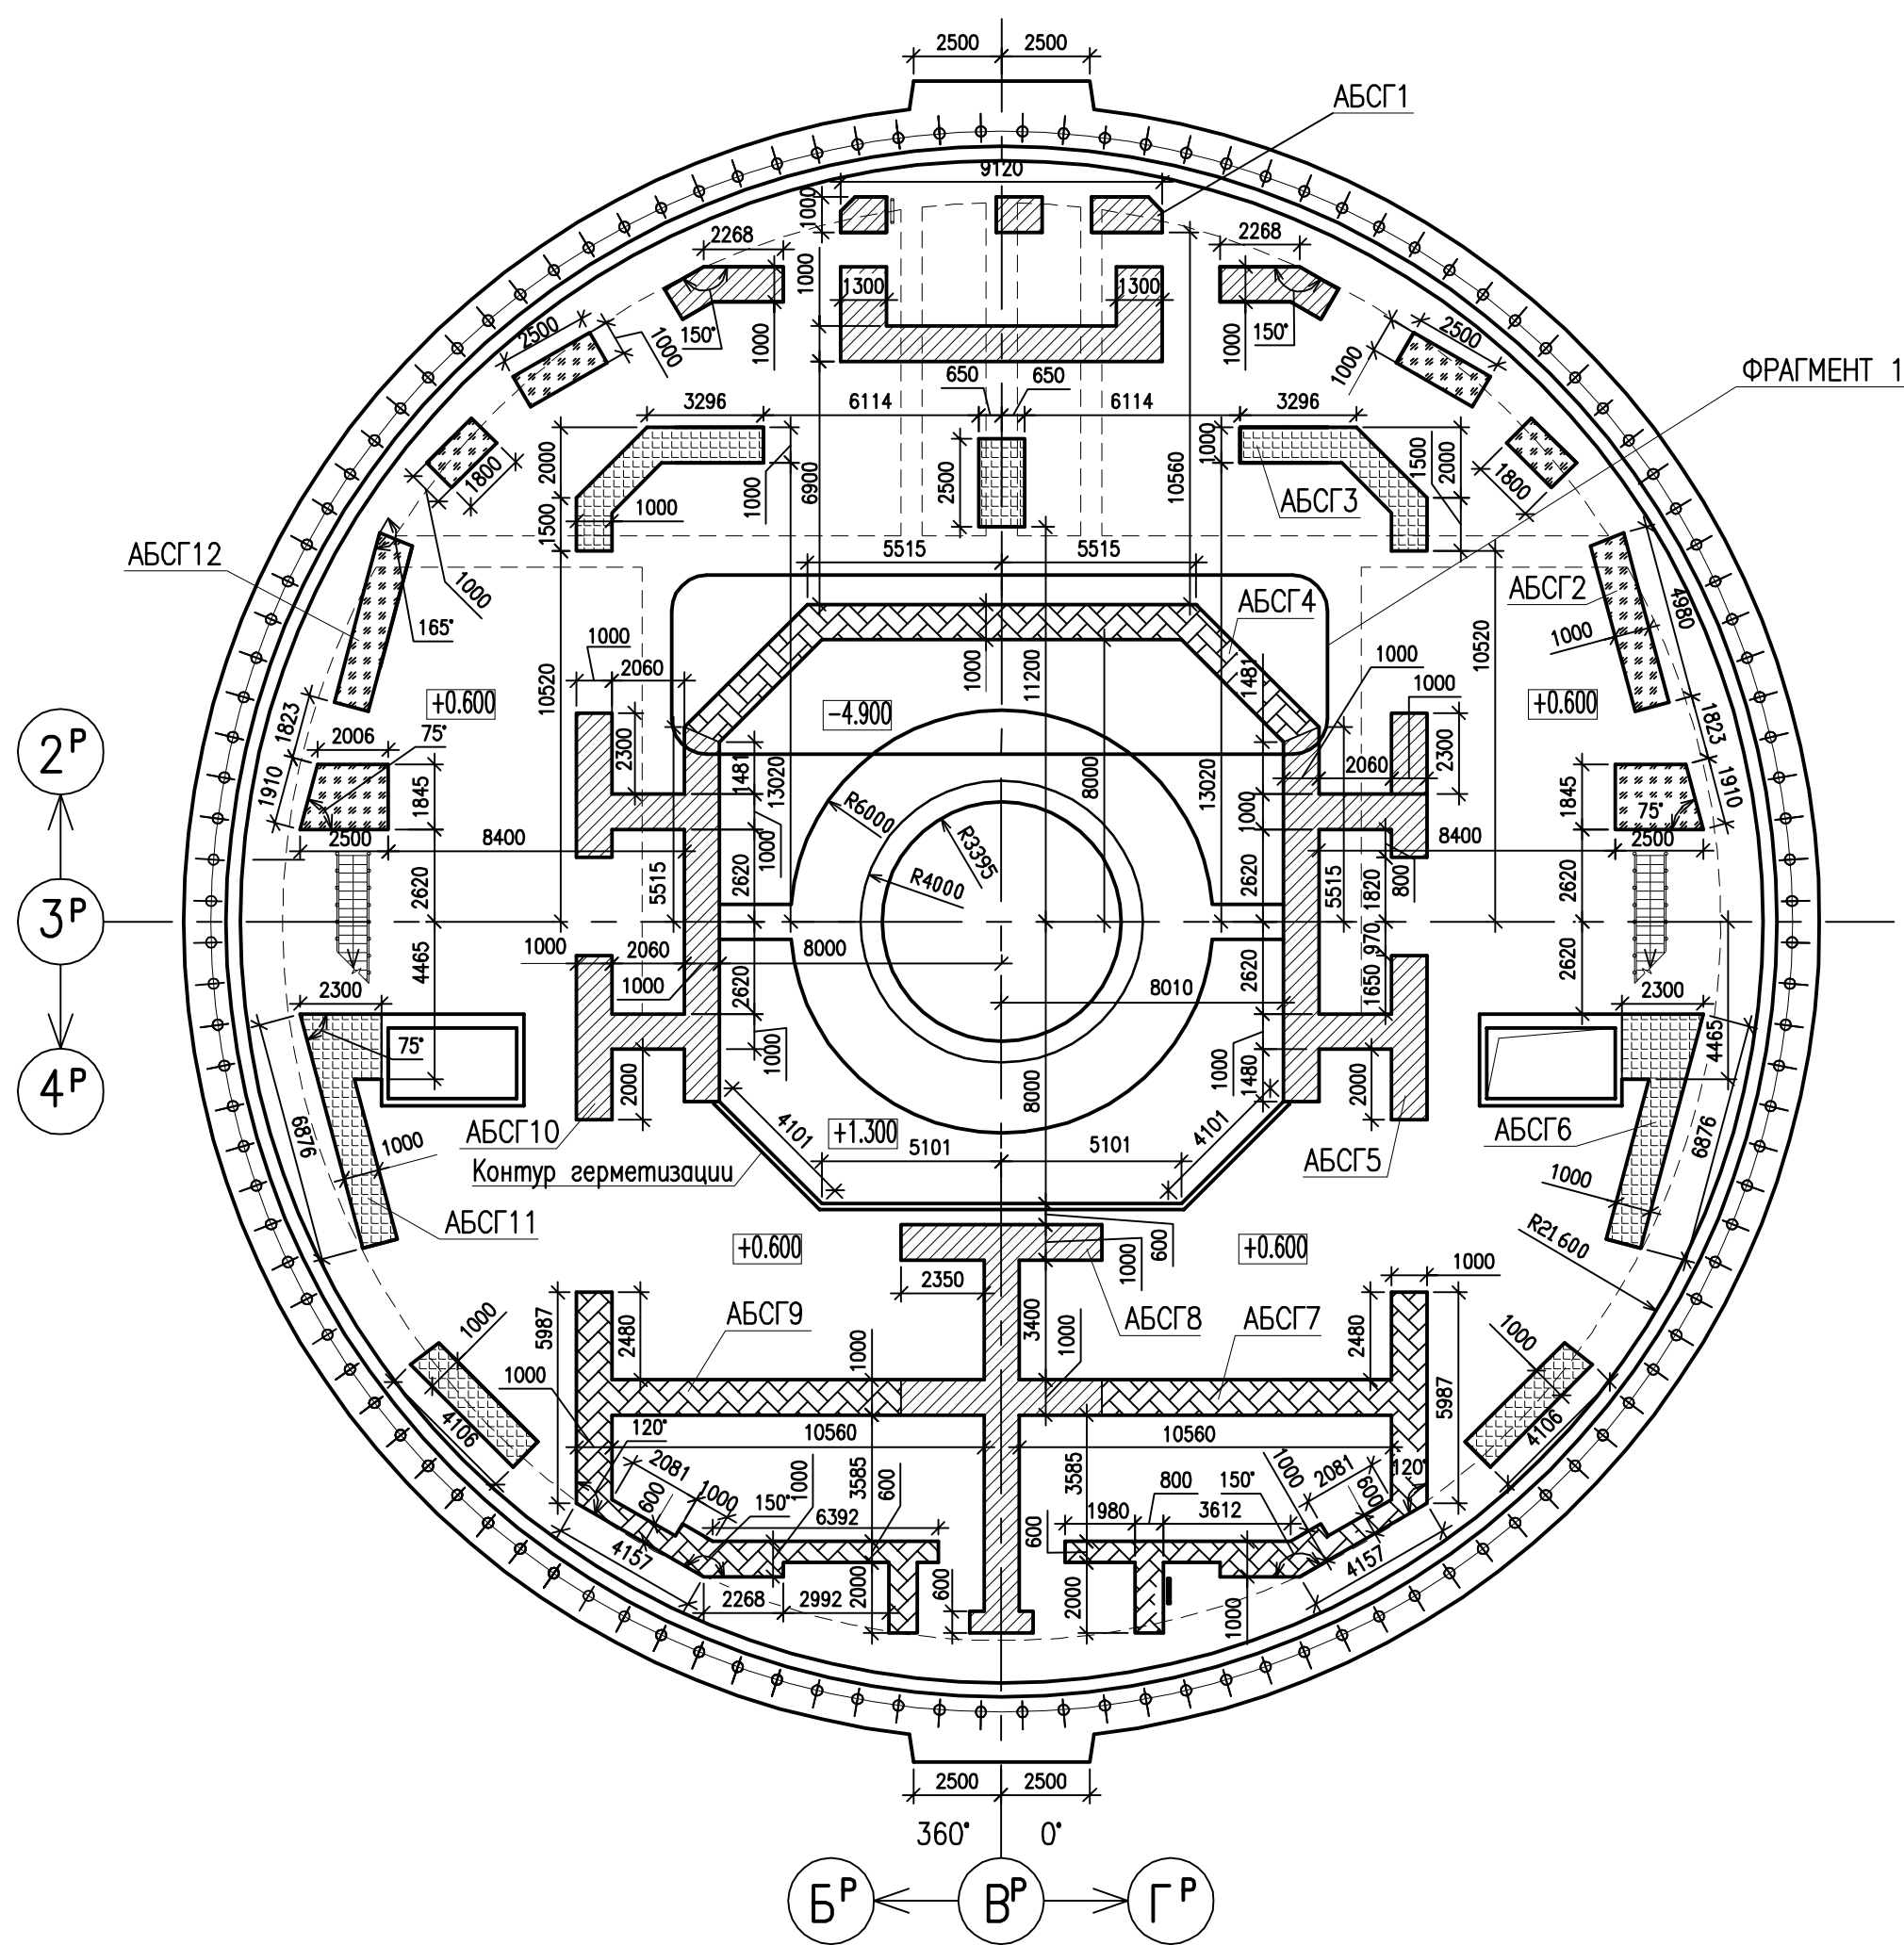 2500 2500
АБСГ1
9120
1000
2268 2268
1000
1300 1300
150° 1000 1000 150°
2500 1000 1000 2500
ФРАГМЕНТ 1
650 650
3296 6114 6114 3296
2000 1000 6900 2500 10560 1000 1500 2000
1800 1800
1500 1000 АБСГ3
5515 5515
АБСГ12 1000 АБСГ2
165° АБСГ4 4980
1000 2060 1000 11200 1481 1000 1000
10520 10520
+0.600 -4.900 1000 +0.600
1823 2006 75° 2300 1481 13020 8000 13020 2060 2300 1823
1910 1845 R6000 1000 1845 75° 1910
2500 8400 1000 R3395 8400 2500
2620 5515 2620 R4000 2620 5515 1820 800 2620
2Р
3Р
4Р
1000 2060 8000
4465 1000 2620 8010 2620 1650 970 2620
2300 2300
75° 1000 1000 1480 4465
2000 8000 2000
6876 1000 АБСГ10 4101 +1.300 4101 АБСГ6 6876
5101 5101
Контур герметизации АБСГ5 1000
АБСГ11
+0.600 +0.600 R21600
1000 600
2350 1000
1000 5987 2480 АБСГ9 3400 АБСГ8 АБСГ7 2480 1000
1000 1000 1000 5987
4106 120° 10560 10560 4106
2081 1000 1000 3585 600 3585 1000 2081 120°
600 150° 800 150° 600
6392 1980 3612
4157 600 4157
2268 2992 2000 600 2000 1000
2500 2500
360° 0°
БР ВР ГР